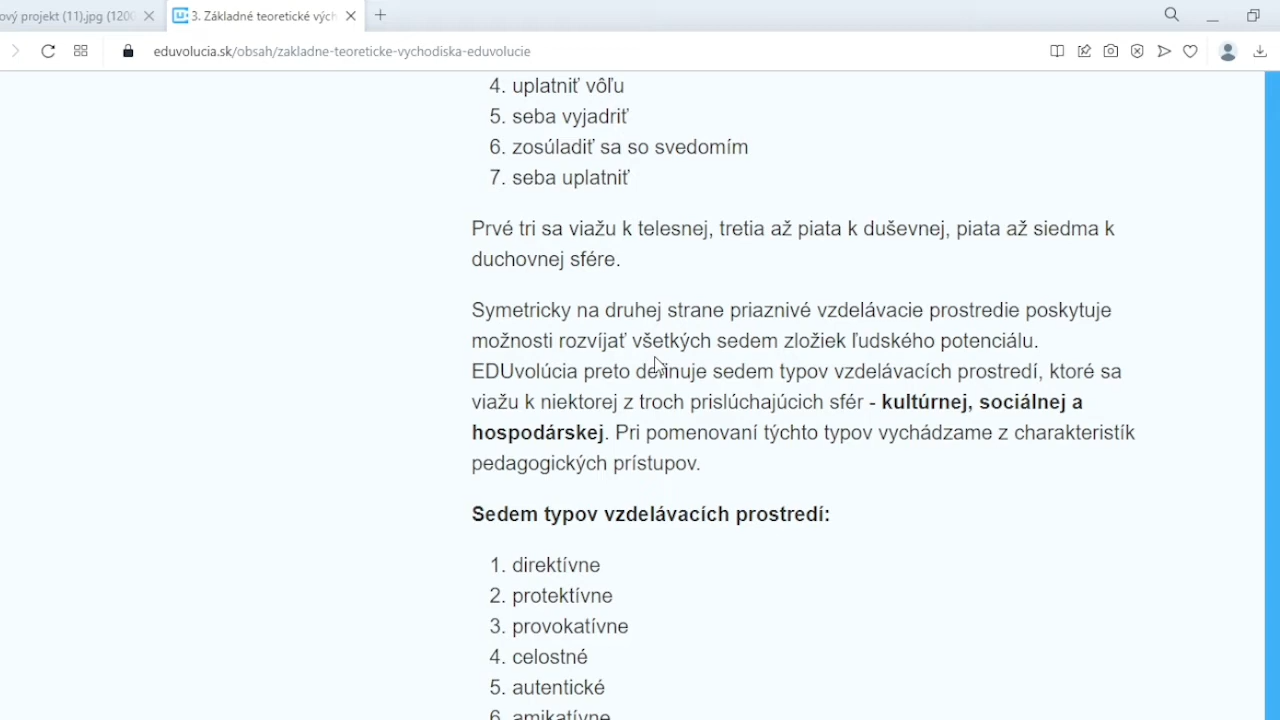 ový projekt (11).jpg (120
3. Základné teoretické vých
eduvolucia.sk/obsah/zakladne-teoreticke-vychodiska-eduvolucie
4. uplatniť vôľu
5. seba vyjadriť
6. zosúladiť sa so svedomím
7. seba uplatniť
Prvé tri sa viažu k telesnej, tretia až piata k duševnej, piata až siedma k
duchovnej sfére.
Symetricky na druhej strane priaznivé vzdelávacie prostredie poskytuje
možnosti rozvíjať všetkých sedem zložiek ľudského potenciálu.
EDUvolúcia preto definuje sedem typov vzdelávacích prostredí, ktoré sa
viažu k niektorej z troch prislúchajúcich sfér - kultúrnej, sociálnej a
hospodárskej. Pri pomenovaní týchto typov vychádzame z charakteristík
pedagogických prístupov.
Sedem typov vzdelávacích prostredí:
1. direktívne
2. protektívne
3. provokatívne
4. celostné
5. autentické
6. amikatívne